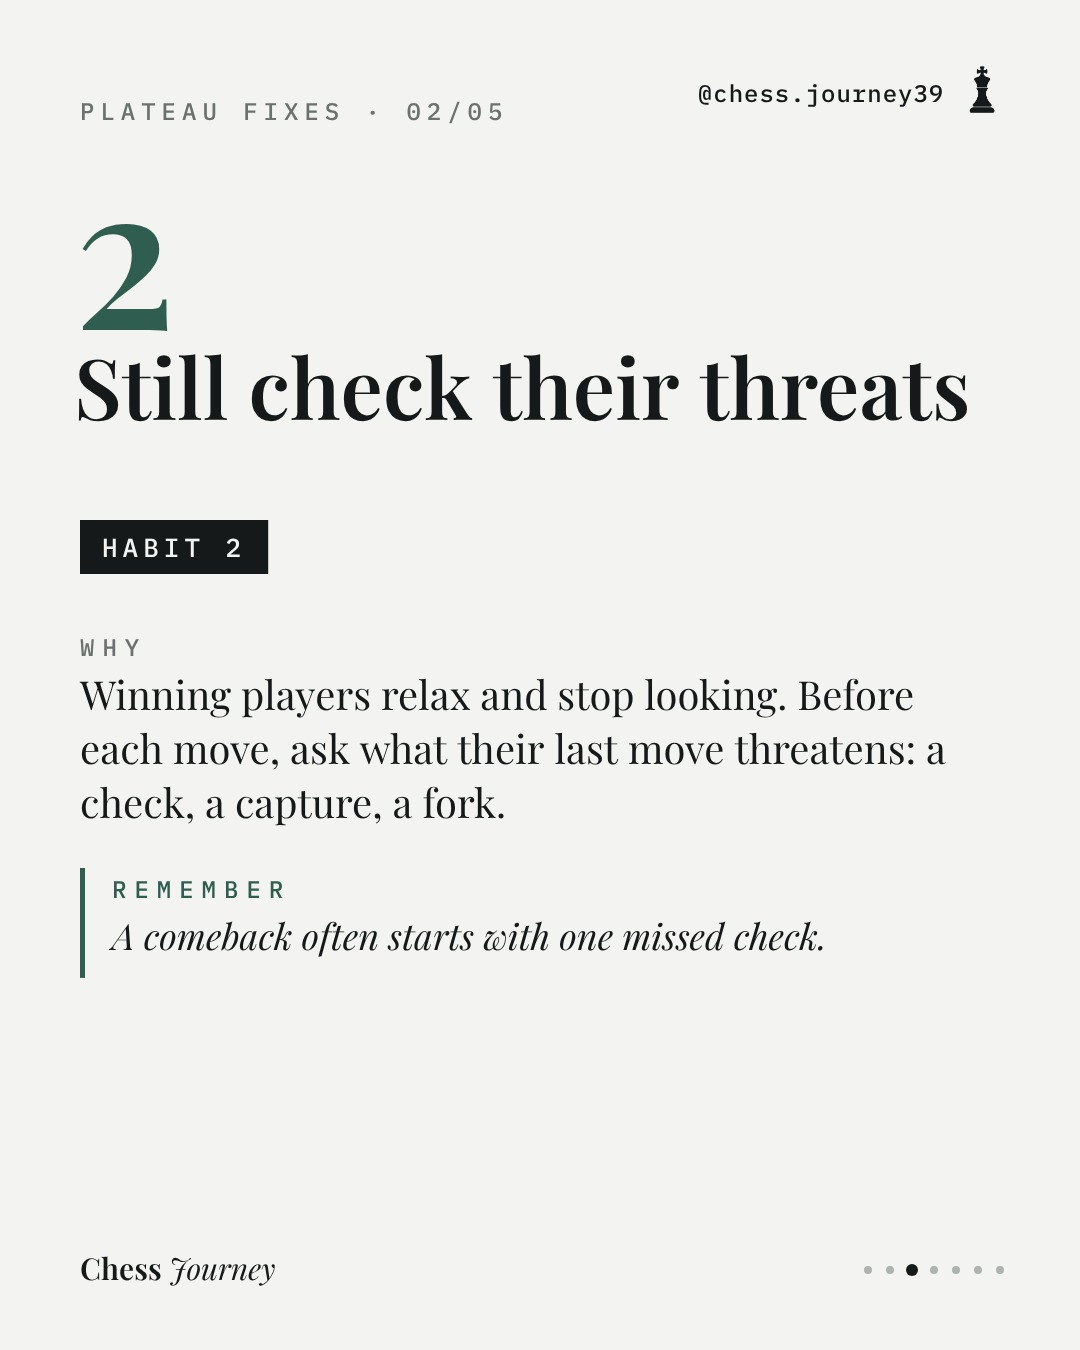 PLATEAU FIXES · 02/05
@chess.journey39
2
Still check their threats
HABIT 2
WHY
Winning players relax and stop looking. Before
each move, ask what their last move threatens: a
check, a capture, a fork.
REMEMBER
A comeback often starts with one missed check.
Chess Journey